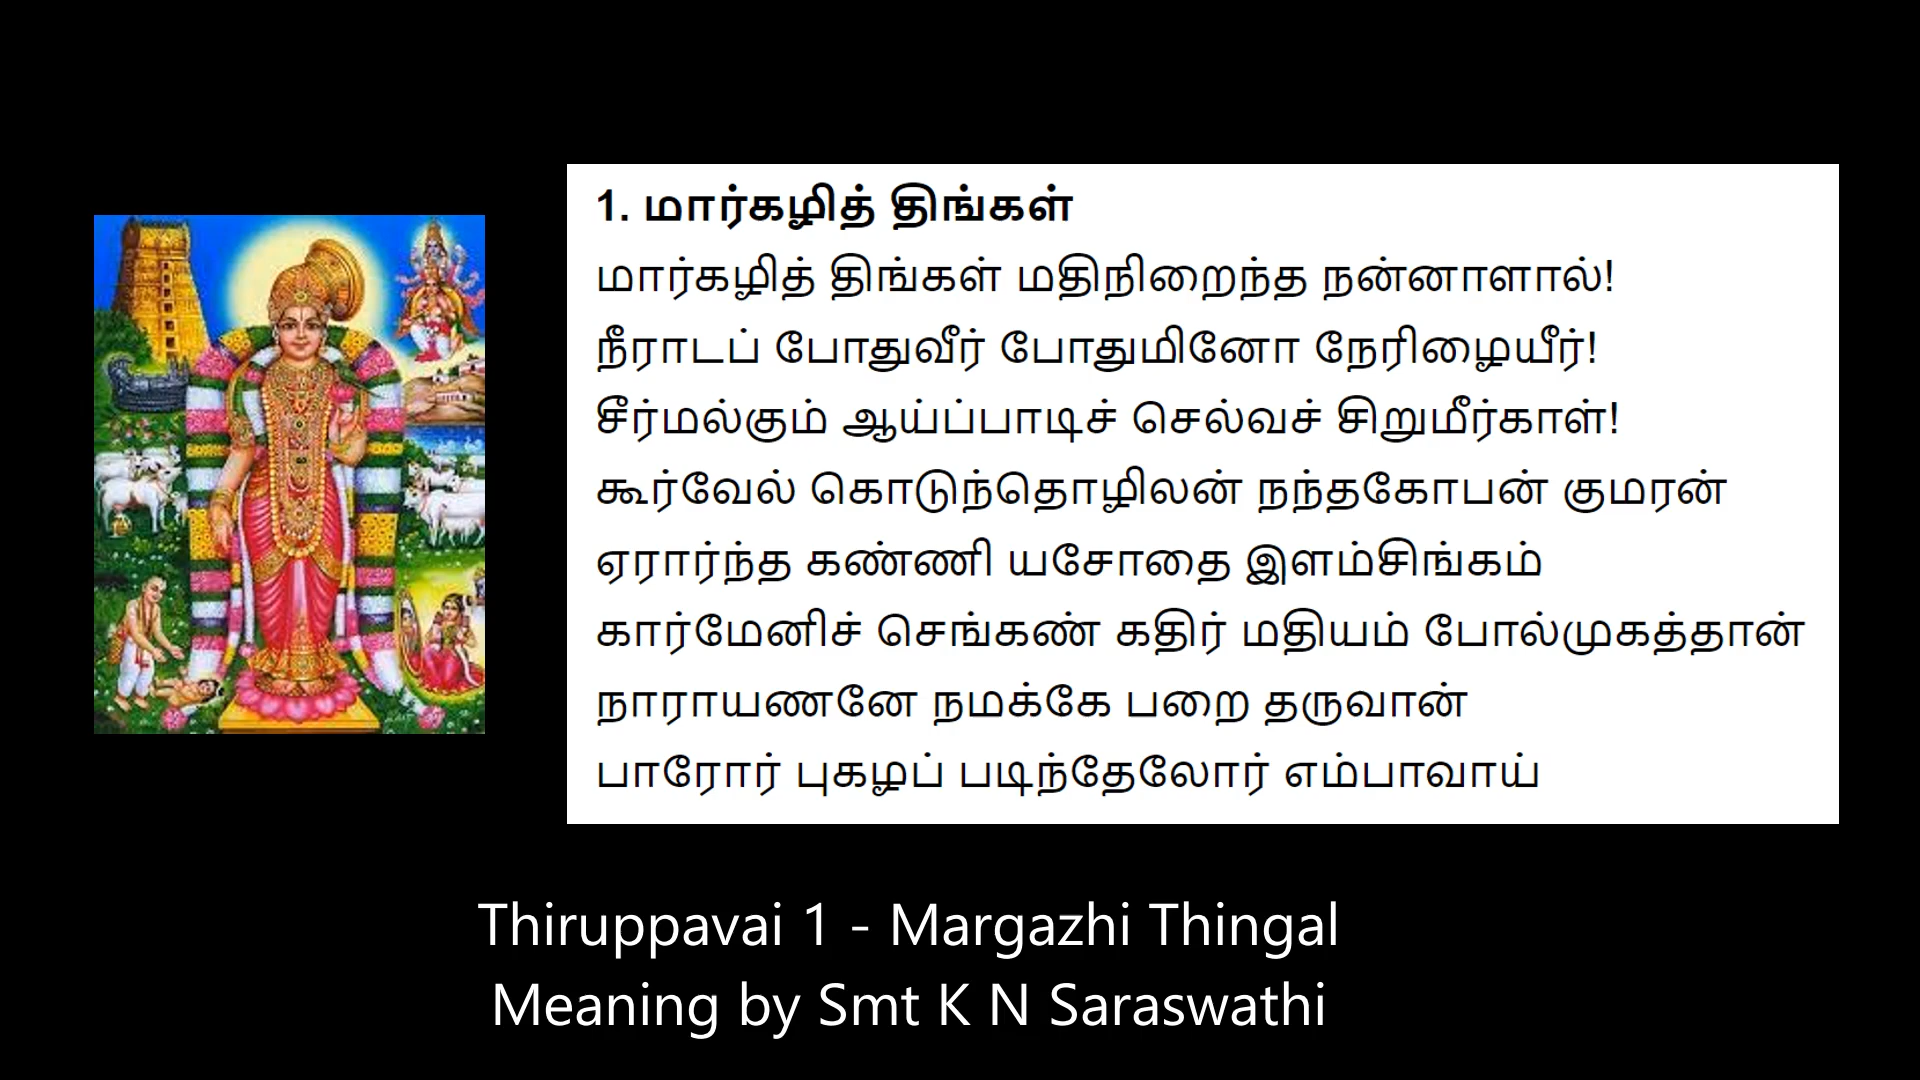 1. மார்கழித் திங்கள்
மார்கழித் திங்கள் மதிநிறைந்த நன்னாளால்!
நீராடப் போதுவீர் போதுமினோ நேரிழையீர்!
சீர்மல்கும் ஆய்ப்பாடிச் செல்வச் சிறுமீர்காள்!
கூர்வேல் கொடுந்தொழிலன் நந்தகோபன் குமரன்
ஏரார்ந்த கண்ணி யசோதை இளம்சிங்கம்
கார்மேனிச் செங்கண் கதிர் மதியம் போல்முகத்தான்
நாராயணனே நமக்கே பறை தருவான்
பாரோர் புகழப் படிந்தேலோர் எம்பாவாய்
Thiruppavai 1 - Margazhi Thingal
Meaning by Smt K N Saraswathi